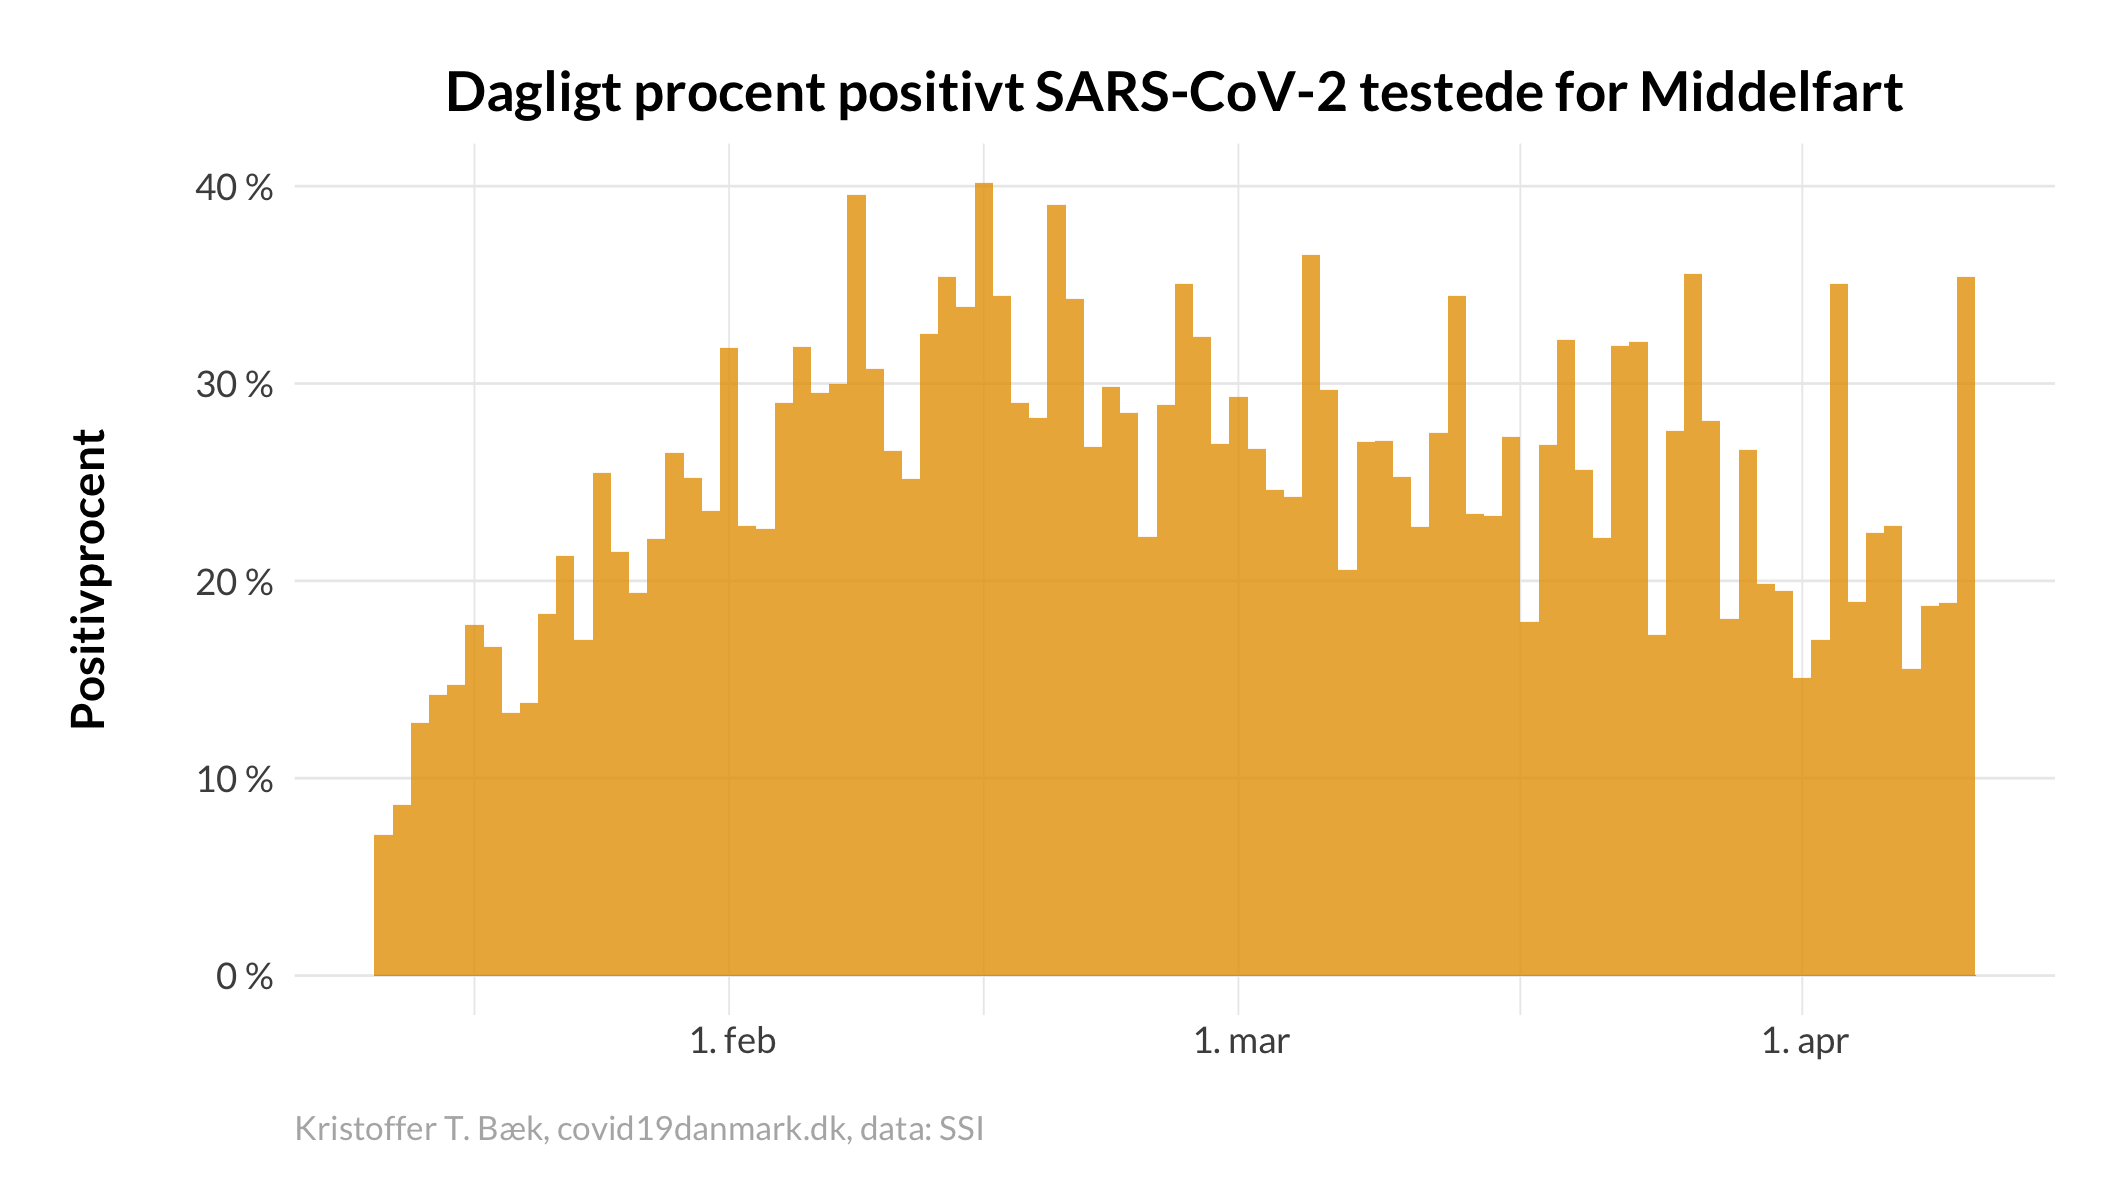 Dagligt procent positivt SARS-CoV-2 testede for Middelfart
Positivprocent
40 %
30 %
20 %
10 %
0 %
1. feb
1. mar
1. apr
Kristoffer T. Bæk, covid19danmark.dk, data: SSI